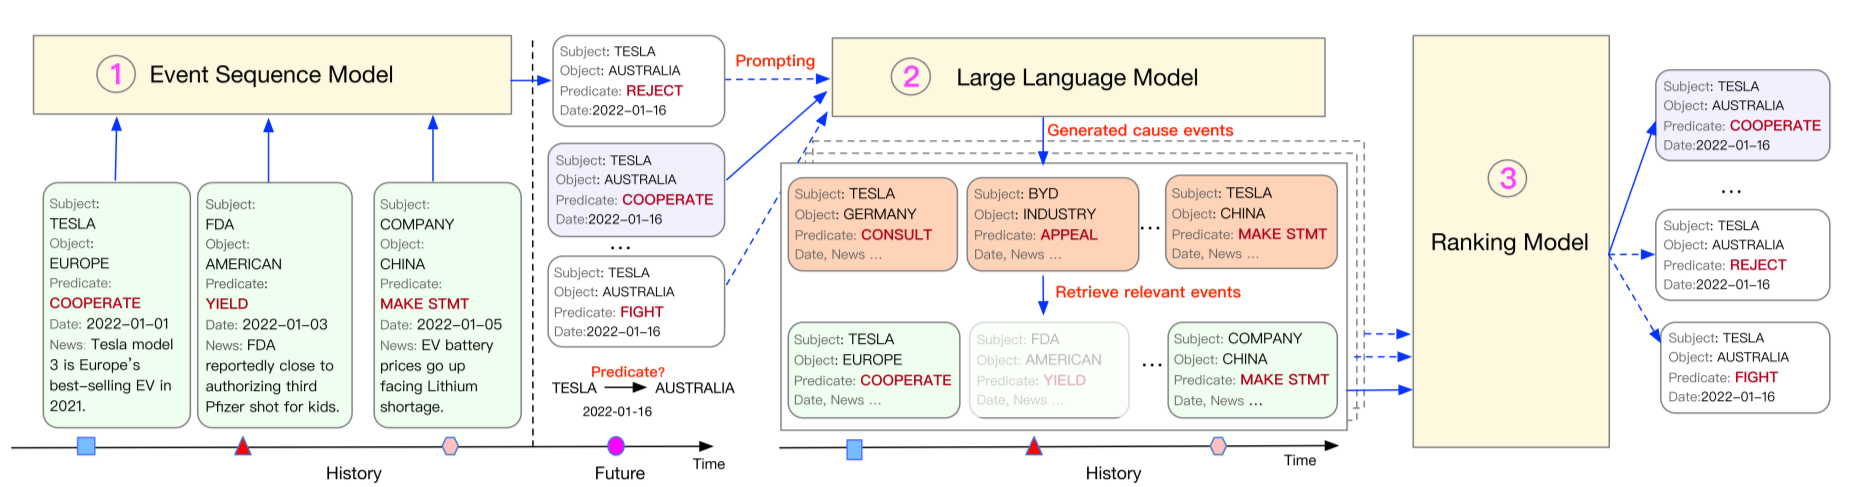 1 Event Sequence Model
Subject:
TESLA
Object:
EUROPE
Predicate:
COOPERATE
Date: 2022-01-01
News: Tesla model
3 is Europe's
best-selling EV in
2021.
Subject:
FDA
Object:
AMERICAN
Predicate:
YIELD
Date: 2022-01-03
News: FDA
reportedly close to
authorizing third
Pfizer shot for kids.
Subject:
COMPANY
Object:
CHINA
Predicate:
MAKE STMT
Date: 2022-01-05
News: EV battery
prices go up
facing Lithium
shortage.
History
Subject: TESLA
Object: AUSTRALIA
Predicate: REJECT
Date:2022-01-16
Subject: TESLA
Object: AUSTRALIA
Predicate: COOPERATE
Date:2022-01-16
...
Subject: TESLA
Object: AUSTRALIA
Predicate: FIGHT
Date:2022-01-16
Predicate?
TESLA AUSTRALIA
2022-01-16
Future
Time
Prompting
2 Large Language Model
Generated cause events
Subject: TESLA
Object: GERMANY
Predicate: CONSULT
Date, News ...
Subject: BYD
Object: INDUSTRY
Predicate: APPEAL
Date, News ...
...
Subject: TESLA
Object: CHINA
Predicate: MAKE STMT
Date, News ...
Retrieve relevant events
Subject: TESLA
Object: EUROPE
Predicate: COOPERATE
Date, News ...
Subject: FDA
Object: AMERICAN
Predicate: YIELD
Date, News ...
...
Subject: COMPANY
Object: CHINA
Predicate: MAKE STMT
Date, News ...
History
Time
3
Ranking Model
Subject: TESLA
Object: AUSTRALIA
Predicate: COOPERATE
Date:2022-01-16
...
Subject: TESLA
Object: AUSTRALIA
Predicate: REJECT
Date:2022-01-16
Subject: TESLA
Object: AUSTRALIA
Predicate: FIGHT
Date:2022-01-16